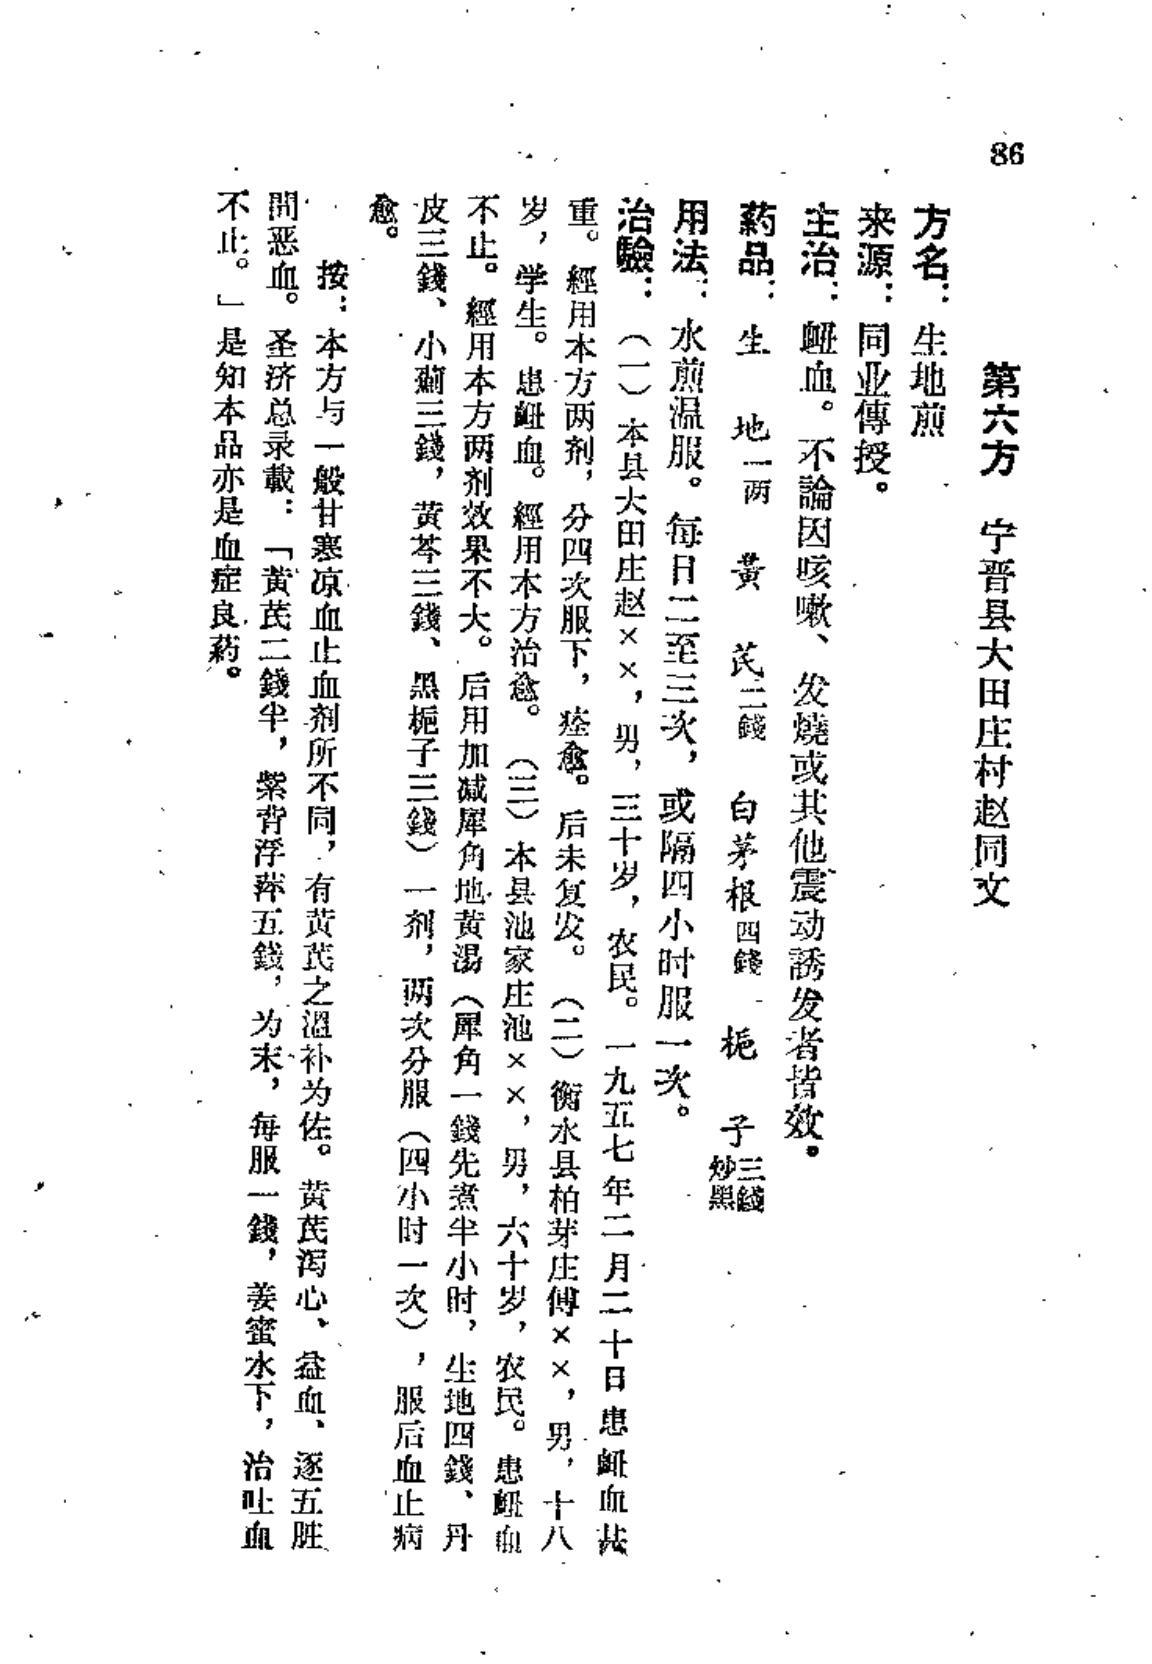 86
第六方　宁晋县大田庄村赵同文
方名：生地煎
来源：同业傳授。
主治：衄血。不論因咳嗽、发燒或其他震动誘发者皆效。
葯品：生　地一两　黃　芪二錢　白茅根四錢　梔　子三錢炒黑
用法：水煎温服。每日二至三次，或隔四小时服一次。
治驗：（一）本县大田庄赵××，男，三十岁，农民。一九五七年二月二十日患衄血甚
重。經用本方两剂，分四次服下，痊愈。后未复发。（二）衡水县柏芽庄傅××，男，十八
岁，学生。患衄血。經用本方治愈。（三）本县池家庄池××，男，六十岁，农民。患衄血
不止。經用本方两剂效果不大。后用加减犀角地黄湯（犀角一錢先煮半小时，生地四錢、丹
皮三錢、小薊三錢，黄芩三錢、黑梔子三錢）一剂，两次分服（四小时一次），服后血止病
愈。
按：本方与一般甘寒凉血止血剂所不同，有黄芪之溫补为佐。黄芪泻心、益血、逐五脏
間恶血。圣济总录載：「黄芪二錢半，紫背浮萍五錢，为末，每服一錢，姜蜜水下，治吐血
不止。」是知本品亦是血症良葯。